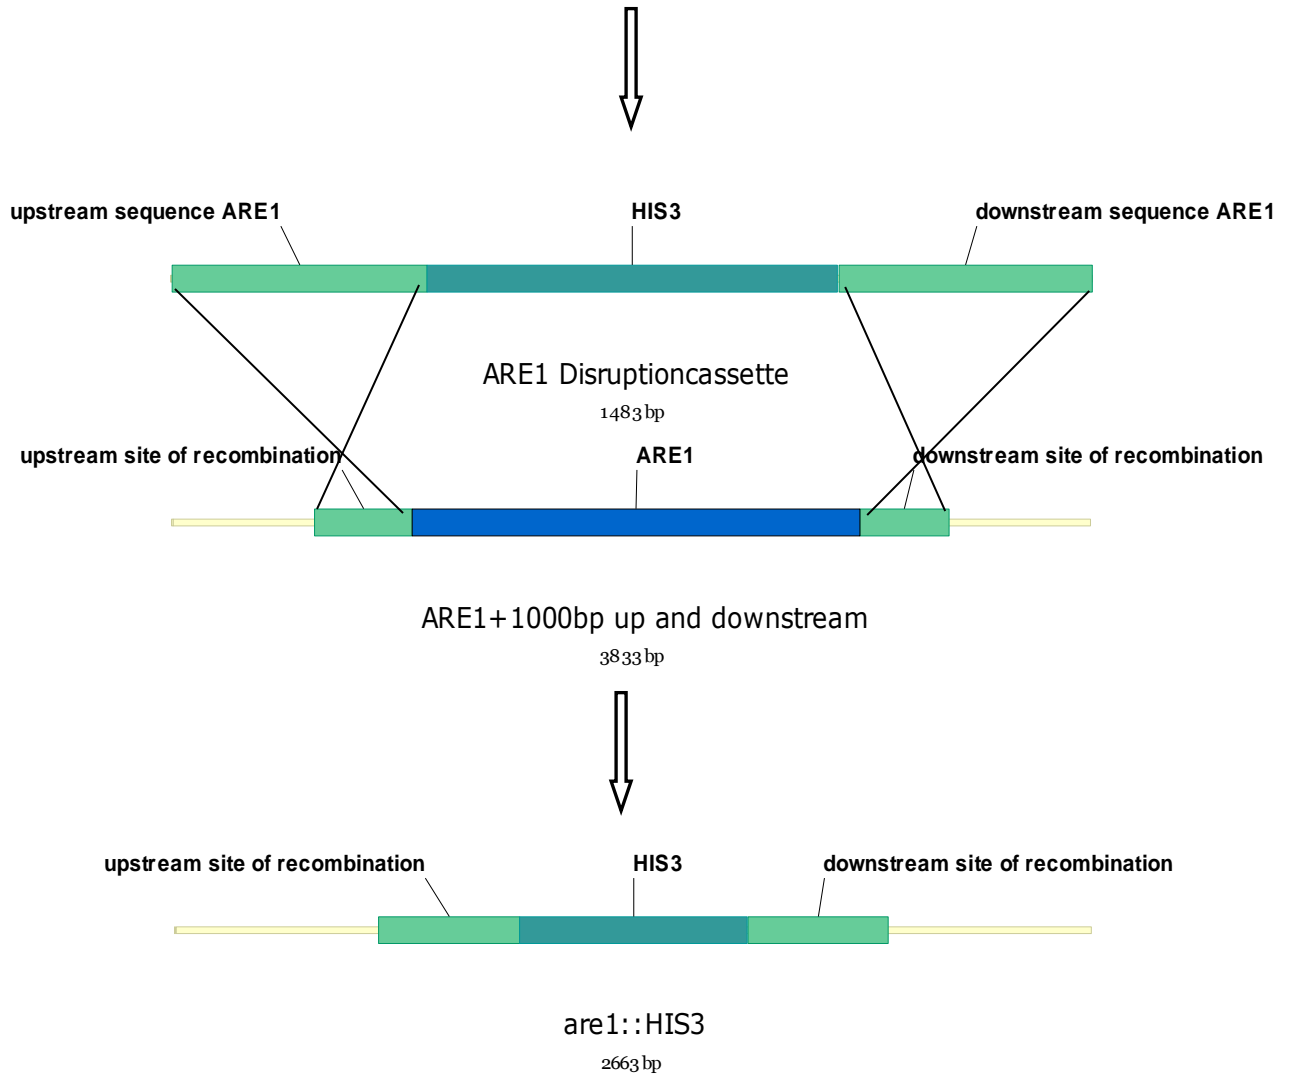 upstream sequence ARE1
HIS3
downstream sequence ARE1
ARE1 Disruptioncassette
1483 bp
upstream site of recombination
ARE1
downstream site of recombination
ARE1+1000bp up and downstream
3833 bp
upstream site of recombination
HIS3
downstream site of recombination
are1::HIS3
2663 bp